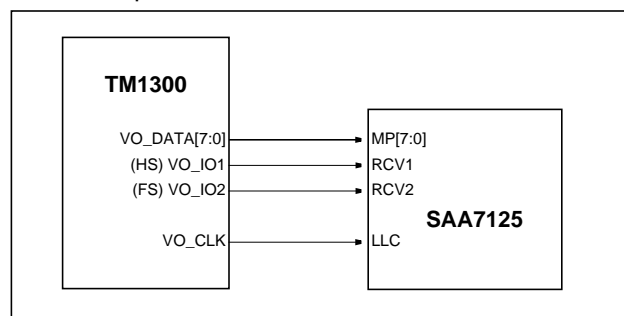 TM1300
VO_DATA[7:0]
MP[7:0]
(HS) VO_IO1
RCV1
(FS) VO_IO2
RCV2
SAA7125
VO_CLK
LLC